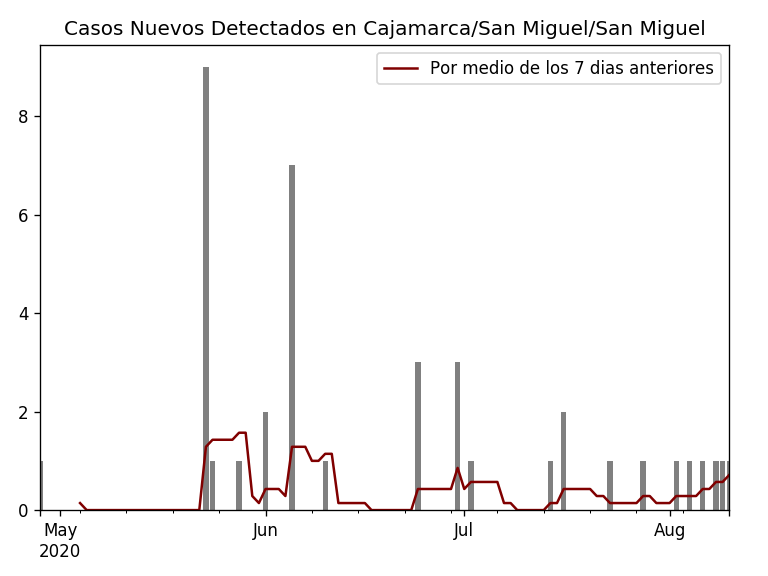 Casos Nuevos Detectados en Cajamarca/San Miguel/San Miguel
Por medio de los 7 dias anteriores
8
6
4
2
0
May Jun Jul Aug
2020